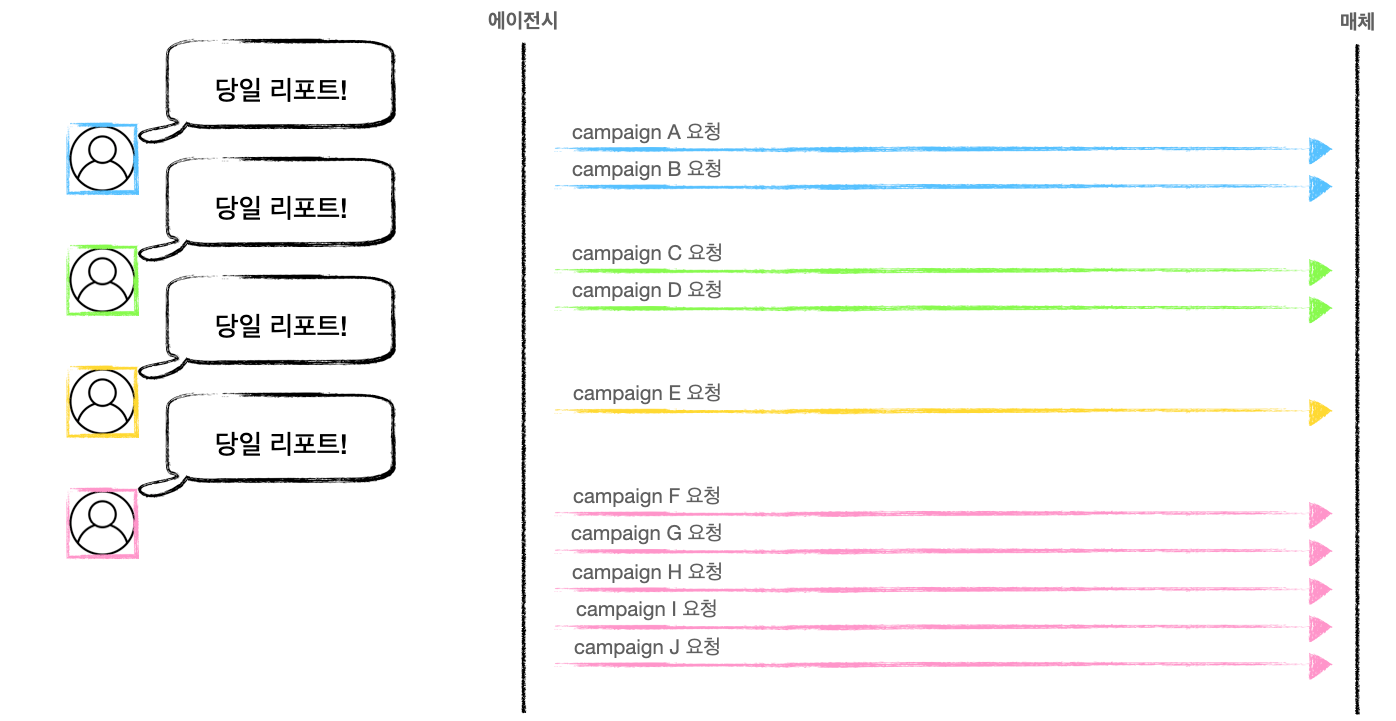 에이전시
매체
당일 리포트!
당일 리포트!
당일 리포트!
당일 리포트!
campaign A 요청
campaign B 요청
campaign C 요청
campaign D 요청
campaign E 요청
campaign F 요청
campaign G 요청
campaign H 요청
campaign I 요청
campaign J 요청